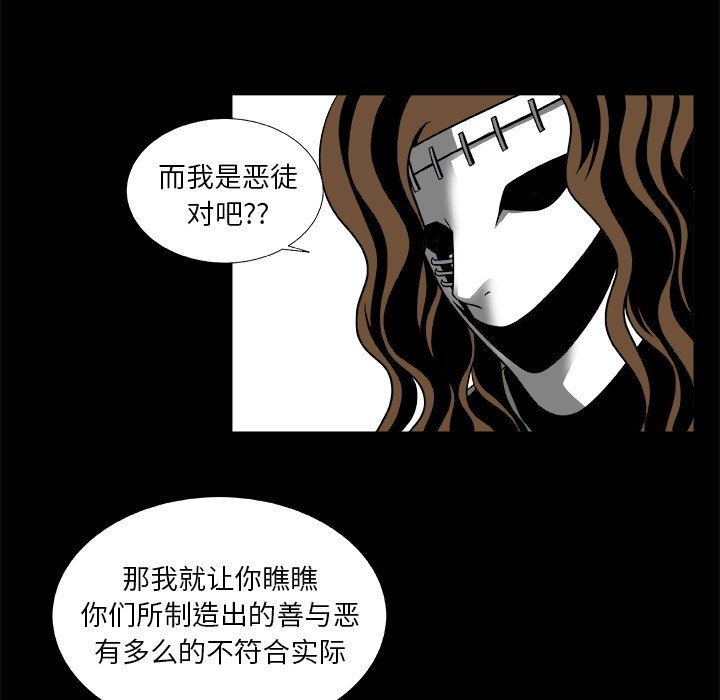 而我是恶徒
对吧??
那我就让你瞧瞧
你们所制造出的善与恶
有多么的不符合实际